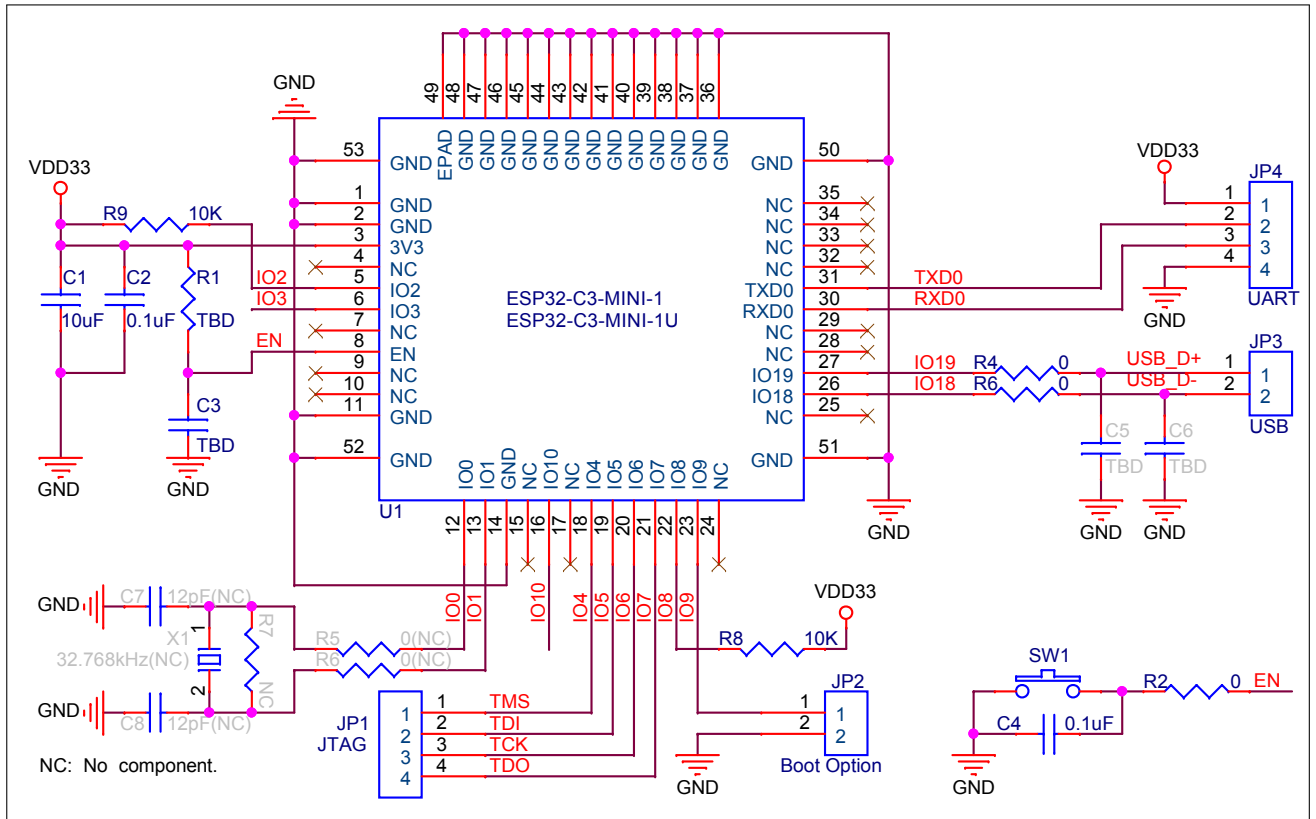 GND
49
48
47
46
45
44
43
42
41
40
39
38
37
36
EPAD
GND
GND
GND
GND
GND
GND
GND
GND
GND
GND
GND
GND
GND
53
GND
1
GND
2
GND
3
3V3
4
NC
5
IO2
6
IO3
7
NC
8
EN
9
NC
10
NC
11
GND
52
GND
ESP32-C3-MINI-1
ESP32-C3-MINI-1U
50
GND
35
NC
34
NC
33
NC
32
NC
31
TXD0
30
RXD0
29
NC
28
NC
27
IO19
26
IO18
25
NC
51
GND
U1
IO0
IO1
GND
NC
IO10
NC
IO4
IO5
IO6
IO7
IO8
IO9
NC
12
13
14
15
16
17
18
19
20
21
22
23
24
VDD33
R9
10K
C1
10uF
C2
0.1uF
R1
TBD
IO2
IO3
EN
C3
TBD
GND
GND
VDD33
JP4
1 1
2 2
3 3
4 4
UART
TXD0
RXD0
GND
IO19
R4
0
USB_D+
IO18
R6
0
USB_D-
JP3
1 1
2 2
USB
C5
TBD
C6
TBD
GND
GND
GND
IO0
IO1
IO10
IO4
IO5
IO6
IO7
IO8
IO9
GND
C7
12pF(NC)
X1
1
32.768kHz(NC)
2
R7
NC
GND
C8
12pF(NC)
R5
0(NC)
R6
0(NC)
NC: No component.
JP1
JTAG
1 1 TMS
2 2 TDI
3 3 TCK
4 4 TDO
VDD33
R8
10K
JP2
1 1
2 2
Boot Option
GND
SW1
R2
0
EN
C4
0.1uF
GND